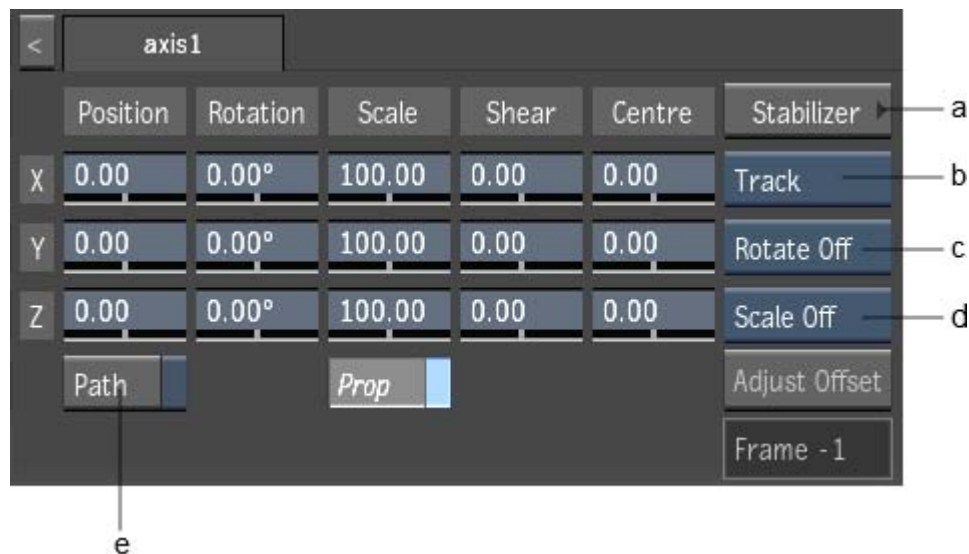 < axis1
Position Rotation Scale Shear Centre Stabilizer a
X 0.00 0.00° 100.00 0.00 0.00 Track b
Y 0.00 0.00° 100.00 0.00 0.00 Rotate Off c
Z 0.00 0.00° 100.00 0.00 0.00 Scale Off d
Path Prop Adjust Offset
Frame - 1
e